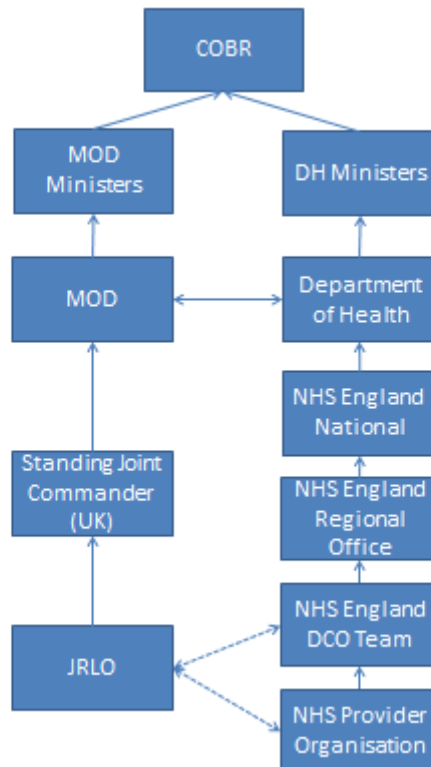 COBR
MOD
Ministers
DH Ministers
MOD
Department
of Health
NHS England
National
Standing Joint
Commander
(UK)
NHS England
Regional
Office
JRLO
NHS England
DCO Team
NHS Provider
Organisation